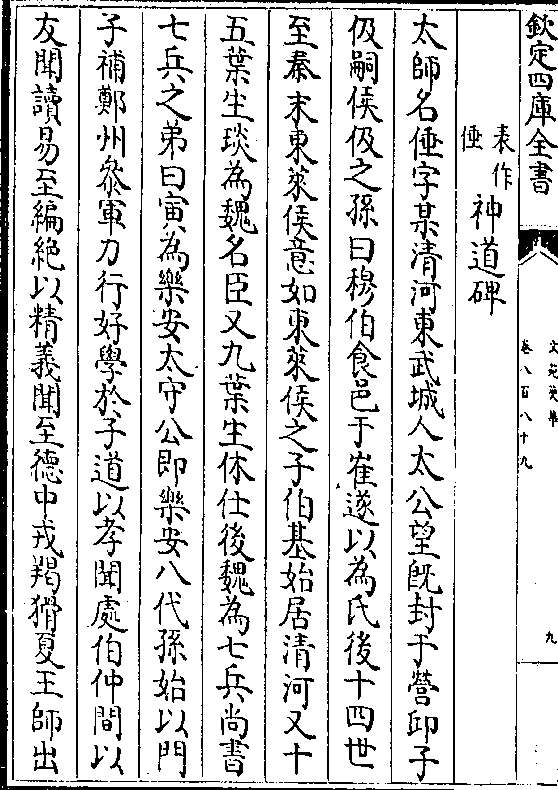 欽定四庫全書
文苑英華
卷八百八十九
九
表作
倕
神道碑
太師名倕字某清河東武城人太公望既封于營邱子
伋嗣侯伋之孫曰穆伯食邑于崔遂以為氏後十四世
至秦末東萊侯意如東萊侯之子伯基始居清河又十
五葉生琰為魏名臣又九葉生休仕後魏為七兵尚書
七兵之弟曰寅為樂安太守公即樂安八代孫始以門
子補鄭州叅軍力行好學於子道以孝聞處伯仲間以
友聞讀易至編絶以精義聞至德中戎羯猾夏王師出